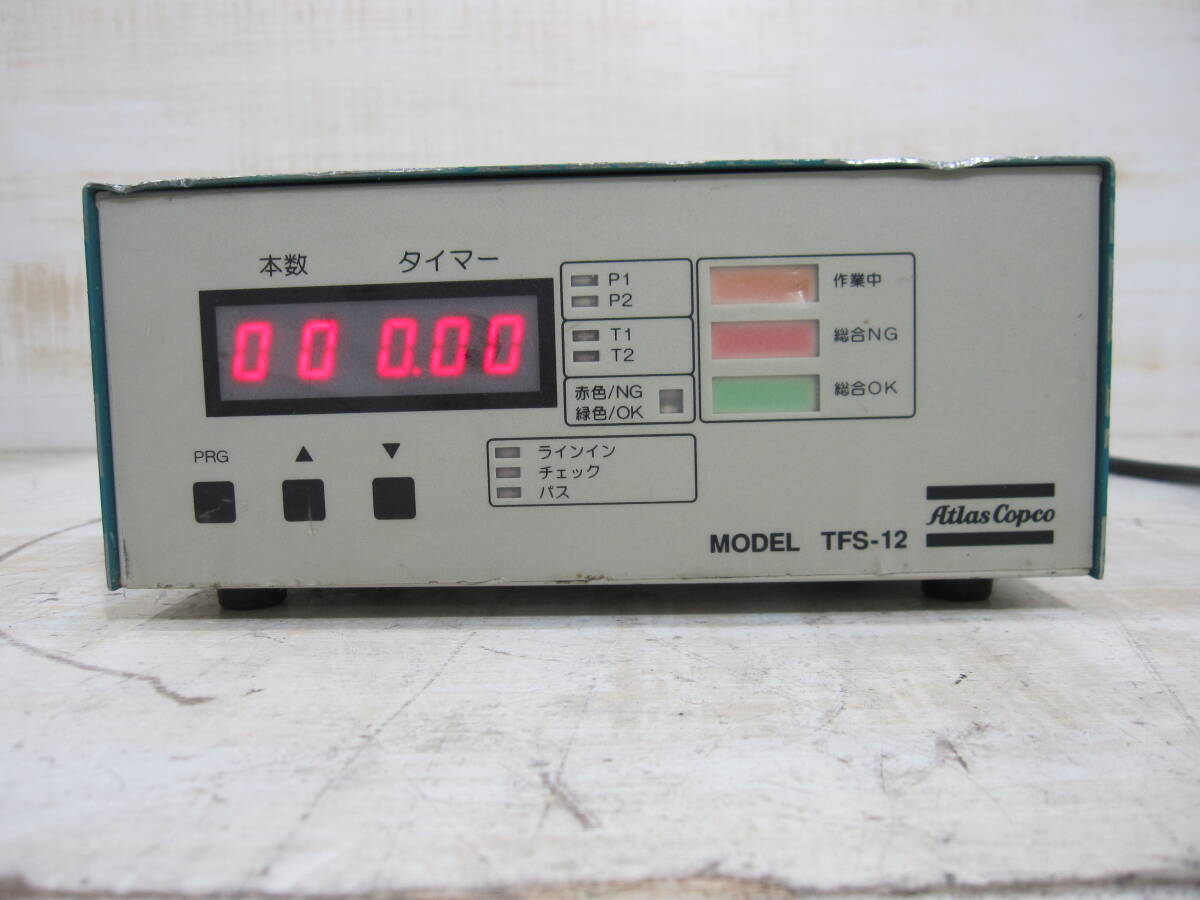 本数 タイマー
00 0.00
P1
P2
T1
T2
赤色/NG
緑色/OK
作業中
総合NG
総合OK
PRG ▲ ▼
ラインイン
チェック
パス
Atlas Copco
MODEL TFS-12